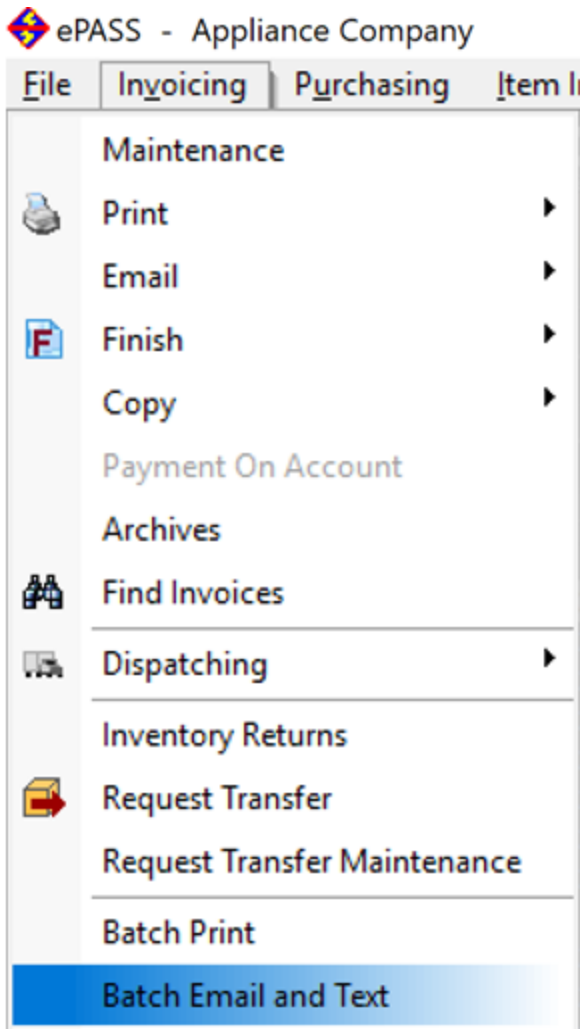 ePASS - Appliance Company
File Invoicing Purchasing Item
Maintenance
Print
Email
F Finish
Copy
Payment On Account
Archives
Find Invoices
Dispatching
Inventory Returns
Request Transfer
Request Transfer Maintenance
Batch Print
Batch Email and Text